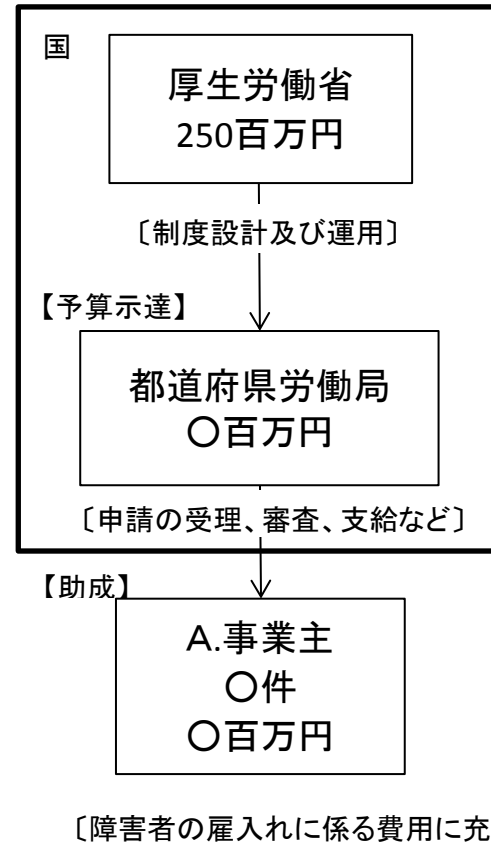 国
厚生労働省
250百万円
〔制度設計及び運用〕
【予算示達】
都道府県労働局
〇百万円
〔申請の受理、審査、支給など〕
【助成】
A.事業主
〇件
〇百万円
〔障害者の雇入れに係る費用に充